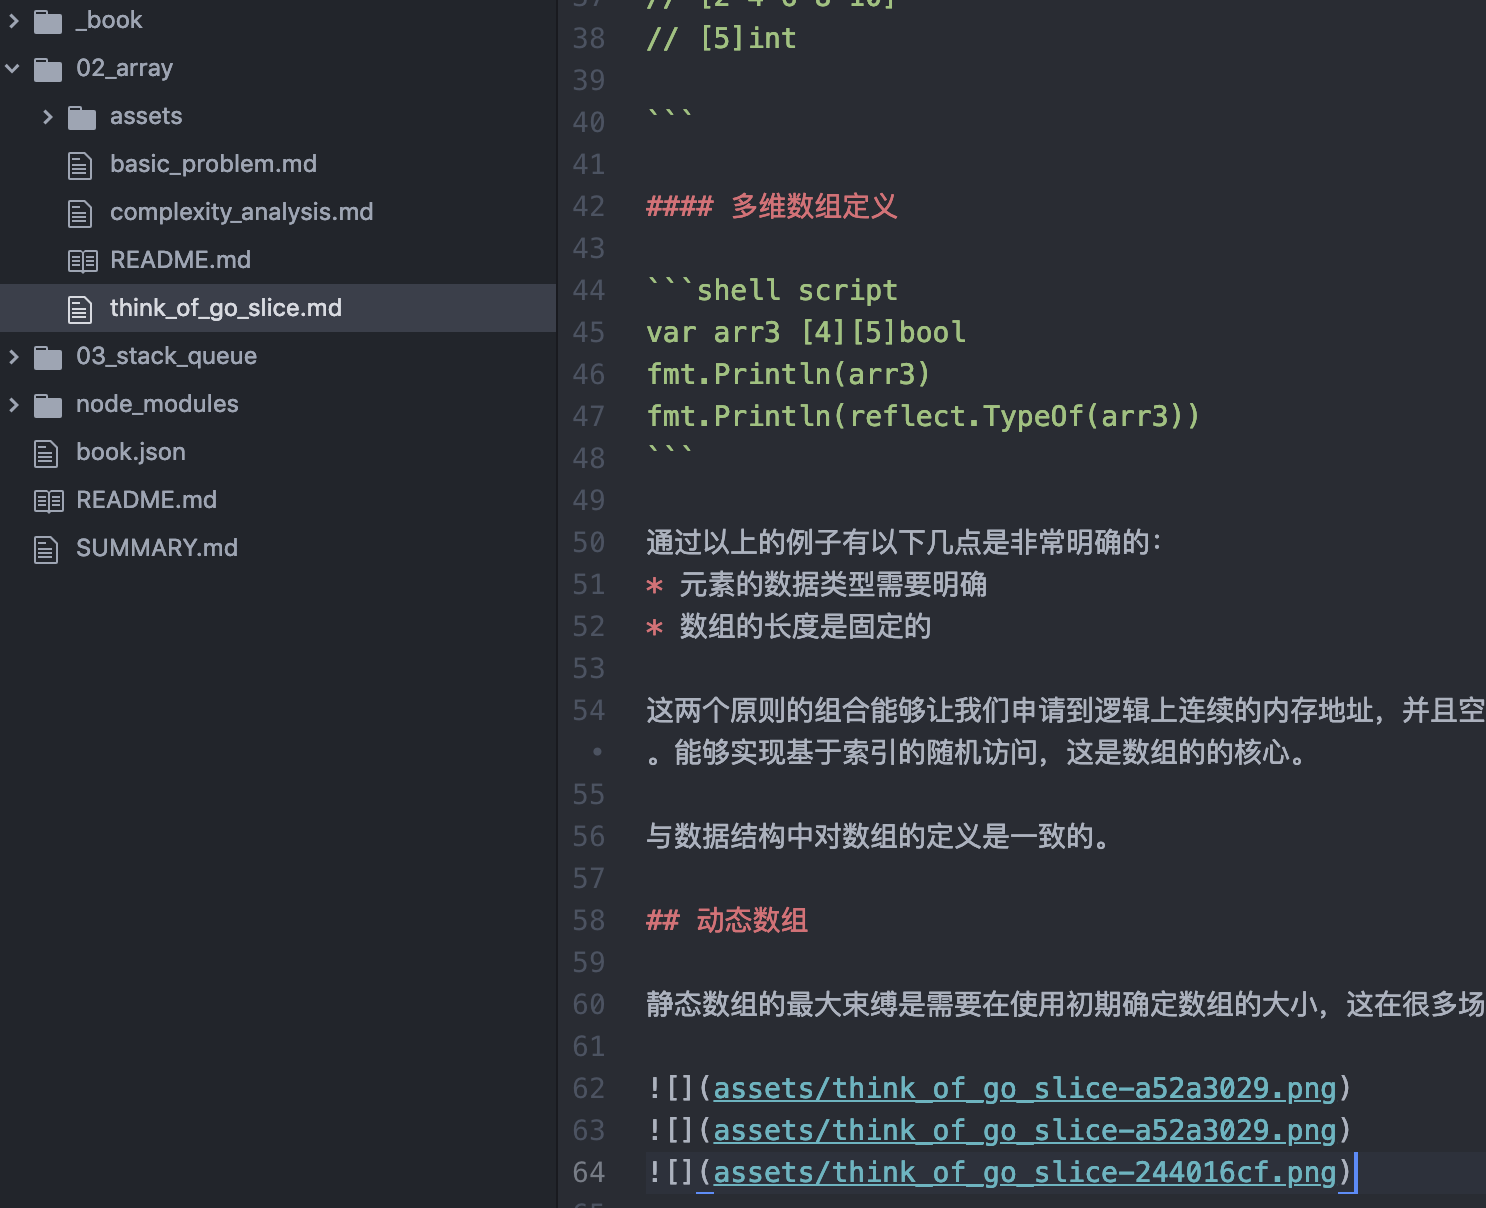 _book
02_array
assets
basic_problem.md
complexity_analysis.md
README.md
think_of_go_slice.md
03_stack_queue
node_modules
book.json
README.md
SUMMARY.md
37 // [2 4 6 8 10]
38 // [5]int
39
40 ```
41
42 #### 多维数组定义
43
44 ```shell script
45 var arr3 [4][5]bool
46 fmt.Println(arr3)
47 fmt.Println(reflect.TypeOf(arr3))
48 ```
49
50 通过以上的例子有以下几点是非常明确的：
51 * 元素的数据类型需要明确
52 * 数组的长度是固定的
53
54 这两个原则的组合能够让我们申请到逻辑上连续的内存地址，并且空
• 。能够实现基于索引的随机访问，这是数组的的核心。
55
56 与数据结构中对数组的定义是一致的。
57
58 ## 动态数组
59
60 静态数组的最大束缚是需要在使用初期确定数组的大小，这在很多场
61
62 ![](assets/think_of_go_slice-a52a3029.png)
63 ![](assets/think_of_go_slice-a52a3029.png)
64 ![](assets/think_of_go_slice-244016cf.png)
65